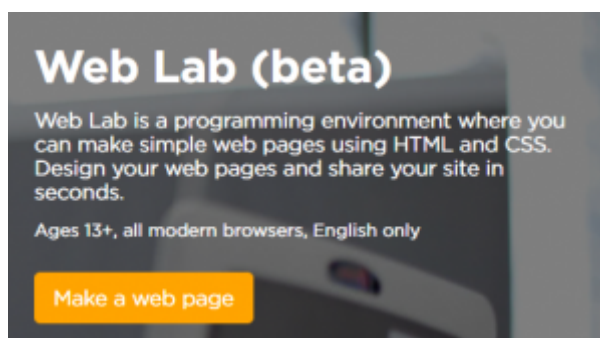 Web Lab (beta)
Web Lab is a programming environment where you
can make simple web pages using HTML and CSS.
Design your web pages and share your site in
seconds.
Ages 13+, all modern browsers, English only
Make a web page